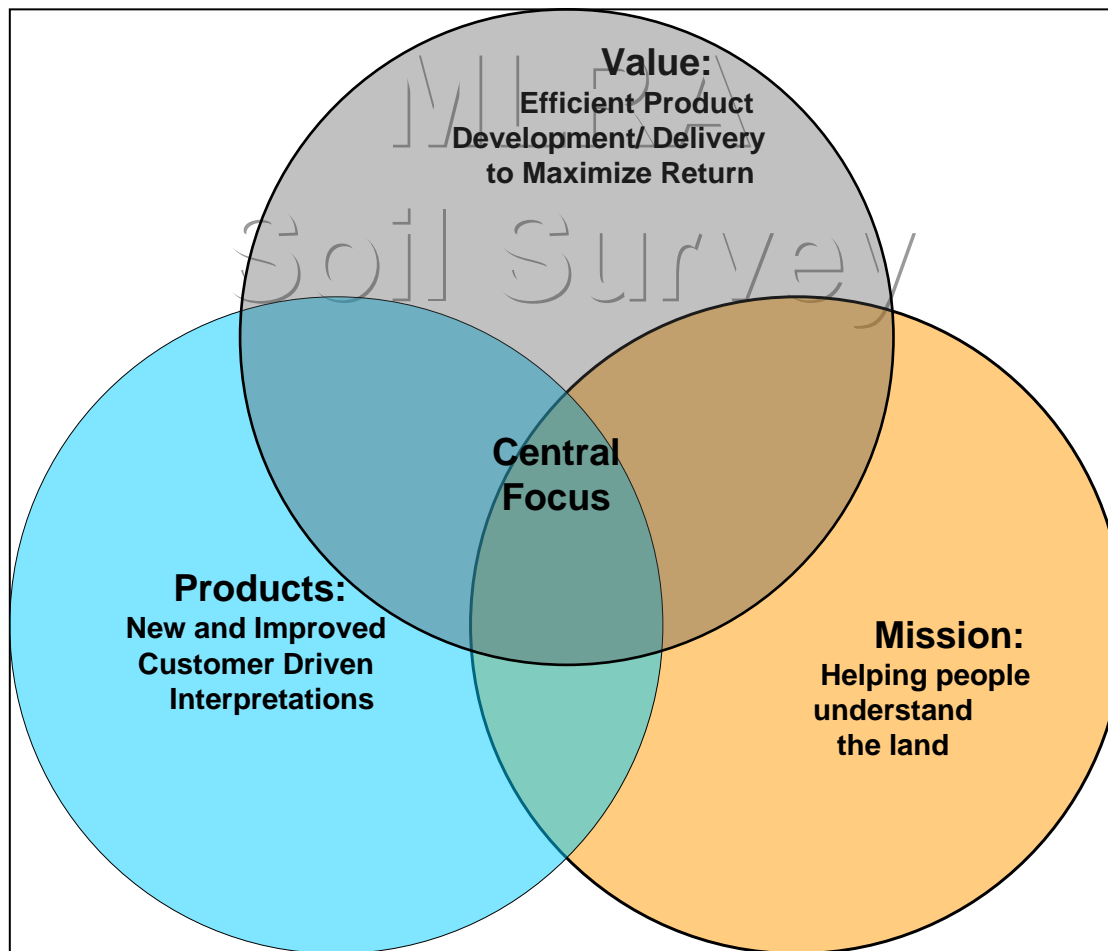 MLRA
Soil Survey
Value:
Efficient Product
Development/ Delivery
to Maximize Return
Central
Focus
Products:
New and Improved
Customer Driven
Interpretations
Mission:
Helping people
understand
the land